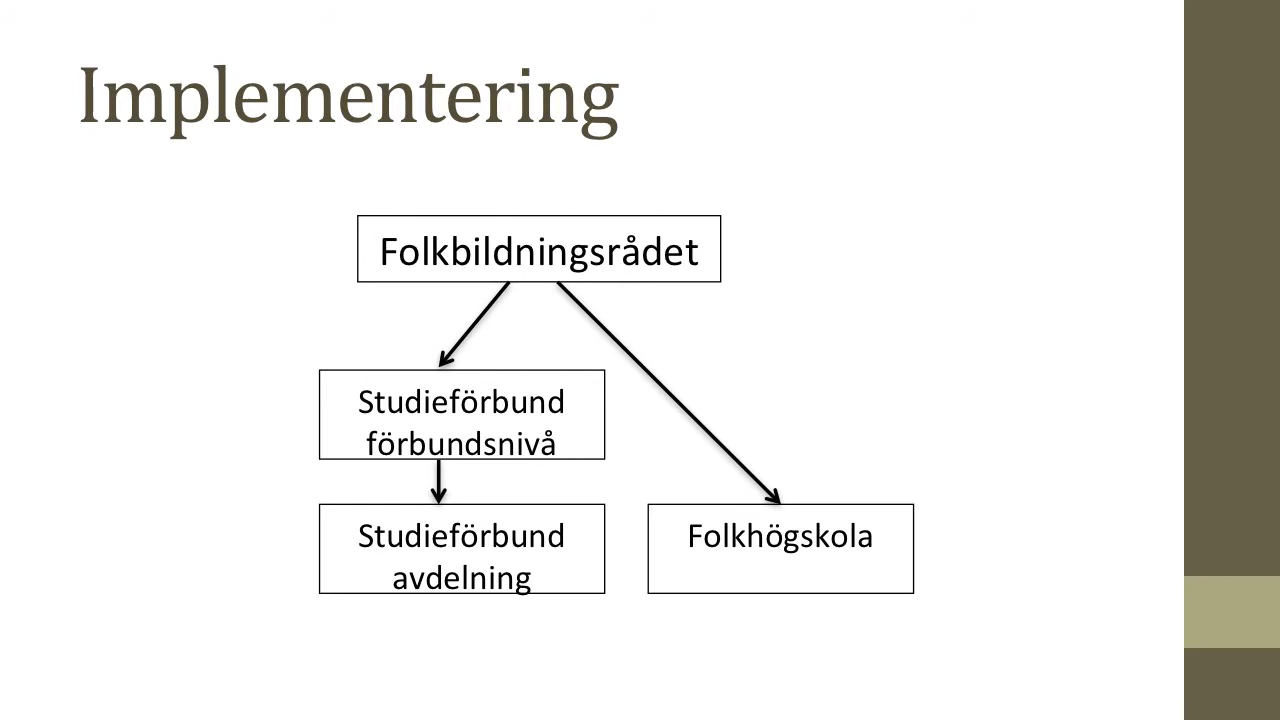 Implementering
Folkbildningsrådet
Studieförbund
förbundsnivå
Studieförbund
avdelning
Folkhögskola